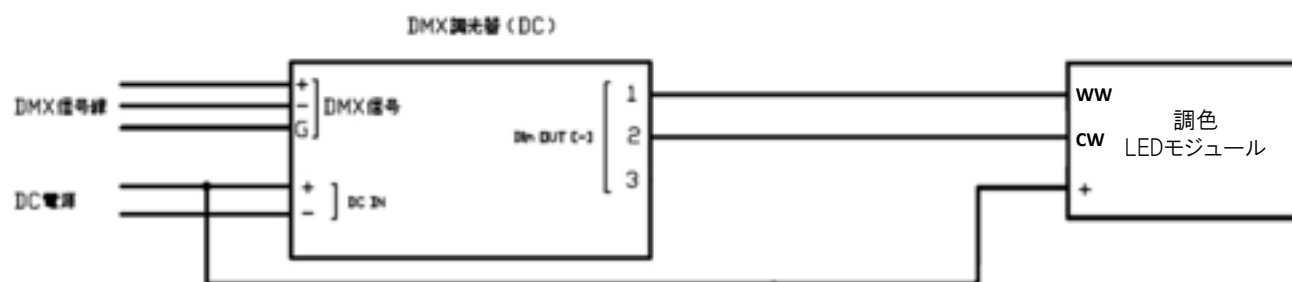 DMX調光器（DC）
DMX信号線
+
-
G
DMX信号
DC電源
+
-
DC IN
Dim OUT [-]
1
2
3
WW
CW
+
調色
LEDモジュール